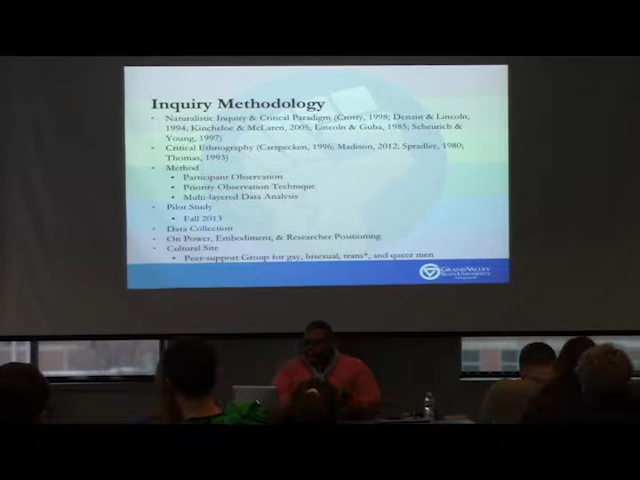 Inquiry Methodology
• Naturalistic Inquiry & Critical Paradigm (Crotty, 1998; Denzin & Lincoln,
1994; Kincheloe & McLaren, 2005, Lincoln & Guba, 1985; Scheurich &
Young, 1997)
• Critical Ethnography (Carspecken, 1996; Madison, 2012, Spradley, 1980;
Thomas, 1993)
• Method
• Participant Observation
• Priority Observation Technique
• Multi-layered Data Analysis
• Pilot Study
• Fall 2013
• Data Collection
• On Power, Embodiment, & Researcher Positioning
• Cultural Site
• Peer-support Group for gay, bisexual, trans*, and queer men
GRAND VALLEY
STATE UNIVERSITY